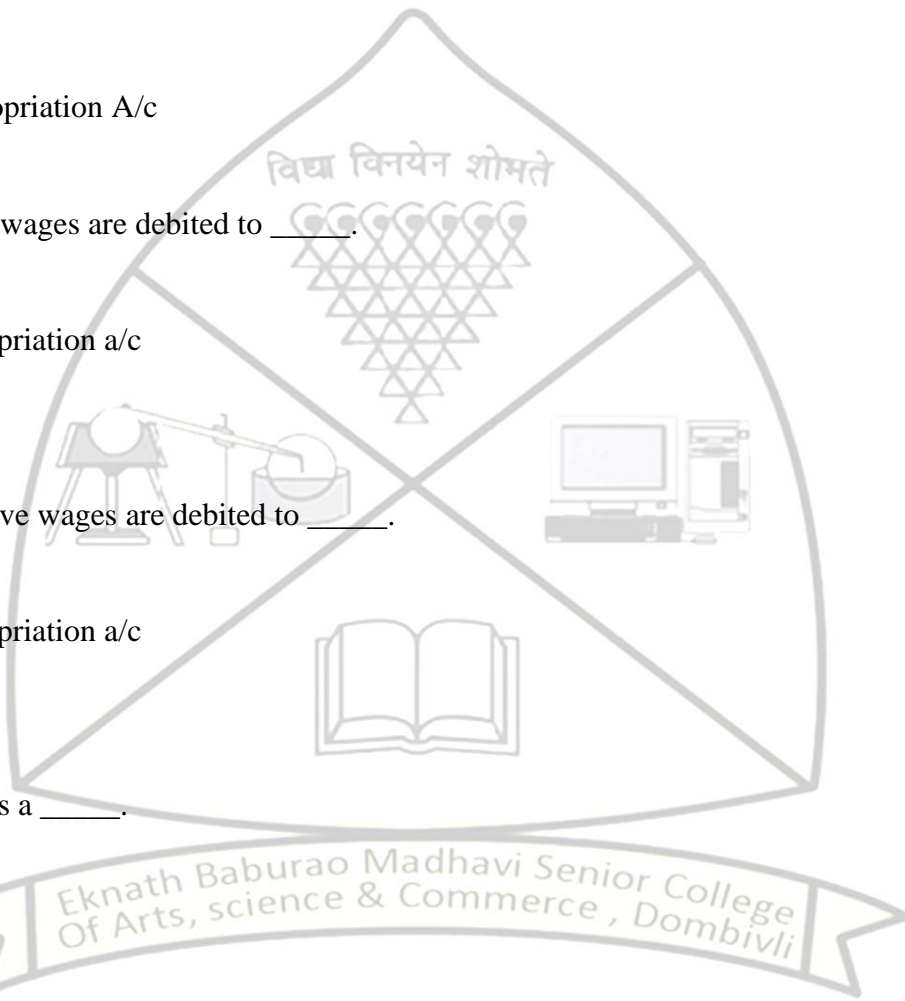 opriation A/c
विद्या विनयेन शोभते
wages are debited to _____.
priation a/c
ve wages are debited to _____.
priation a/c
s a _____.
Eknath Baburao Madhavi Senior College
Of Arts, science & Commerce , Dombivli